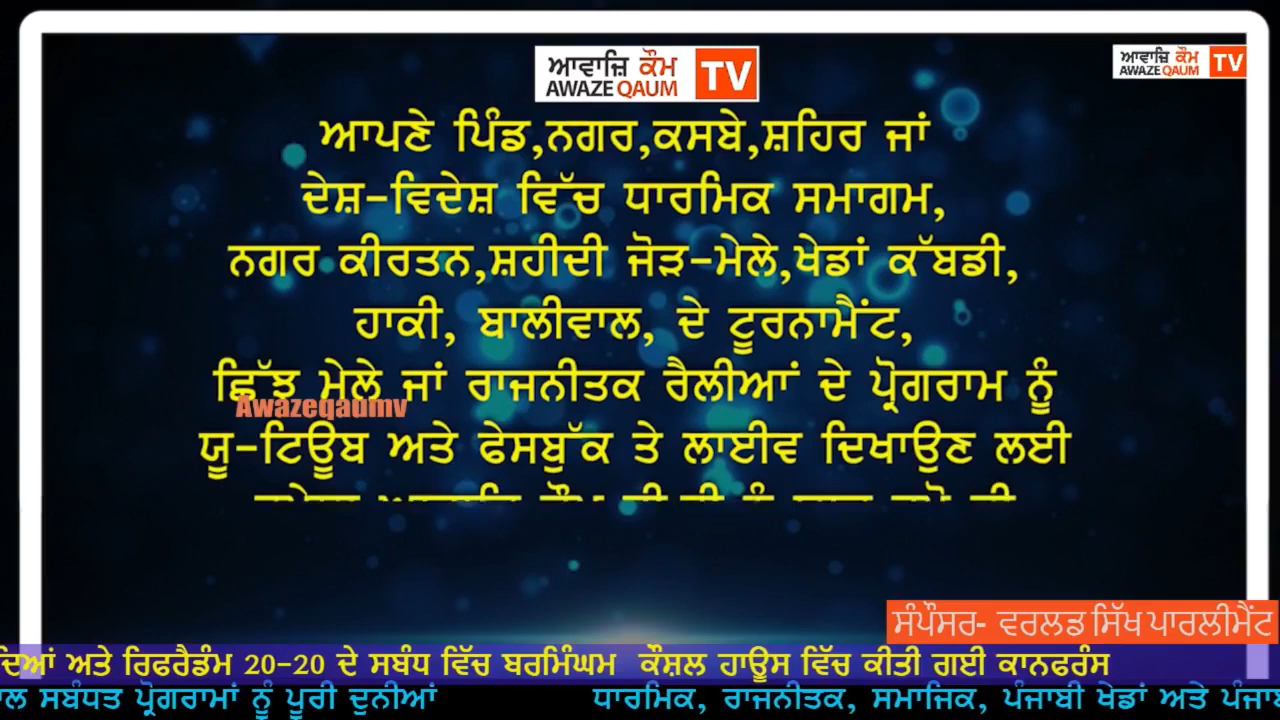 ਆਵਾਜ਼ਿ ਕੌਮ
AWAZE QAUM
TV
ਆਵਾਜ਼ਿ ਕੌਮ
AWAZE QAUM
TV
ਆਪਣੇ ਪਿੰਡ,ਨਗਰ,ਕਸਬੇ,ਸ਼ਹਿਰ ਜਾਂ
ਦੇਸ਼-ਵਿਦੇਸ਼ ਵਿੱਚ ਧਾਰਮਿਕ ਸਮਾਗਮ,
ਨਗਰ ਕੀਰਤਨ,ਸ਼ਹੀਦੀ ਜੋੜ-ਮੇਲੇ,ਖੇਡਾਂ ਕੱਬਡੀ,
ਹਾਕੀ, ਬਾਲੀਵਾਲ, ਦੇ ਟੂਰਨਾਮੈਂਟ,
ਛਿੱਝ ਮੇਲੇ ਜਾਂ ਰਾਜਨੀਤਕ ਰੈਲੀਆਂ ਦੇ ਪ੍ਰੋਗਰਾਮ ਨੂੰ
Awazeqaumv
ਯੂ-ਟਿਊਬ ਅਤੇ ਫੇਸਬੁੱਕ ਤੇ ਲਾਈਵ ਦਿਖਾਉਣ ਲਈ
ਸੰਪੌਸਰ- ਵਰਲਡ ਸਿੱਖ ਪਾਰਲੀਮੈਂਟ
ਦਿਆਂ ਅਤੇ ਰਿਫਰੈਡੰਮ 20-20 ਦੇ ਸਬੰਧ ਵਿੱਚ ਬਰਮਿੰਘਮ ਕੌਸ਼ਲ ਹਾਊਸ ਵਿੱਚ ਕੀਤੀ ਗਈ ਕਾਨਫਰੰਸ
ਸਬੰਧਤ ਪ੍ਰੋਗਰਾਮਾਂ ਨੂੰ ਪੂਰੀ ਦੁਨੀਆਂ ਧਾਰਮਿਕ, ਰਾਜਨੀਤਕ, ਸਮਾਜਿਕ, ਪੰਜਾਬੀ ਖੇਡਾਂ ਅਤੇ